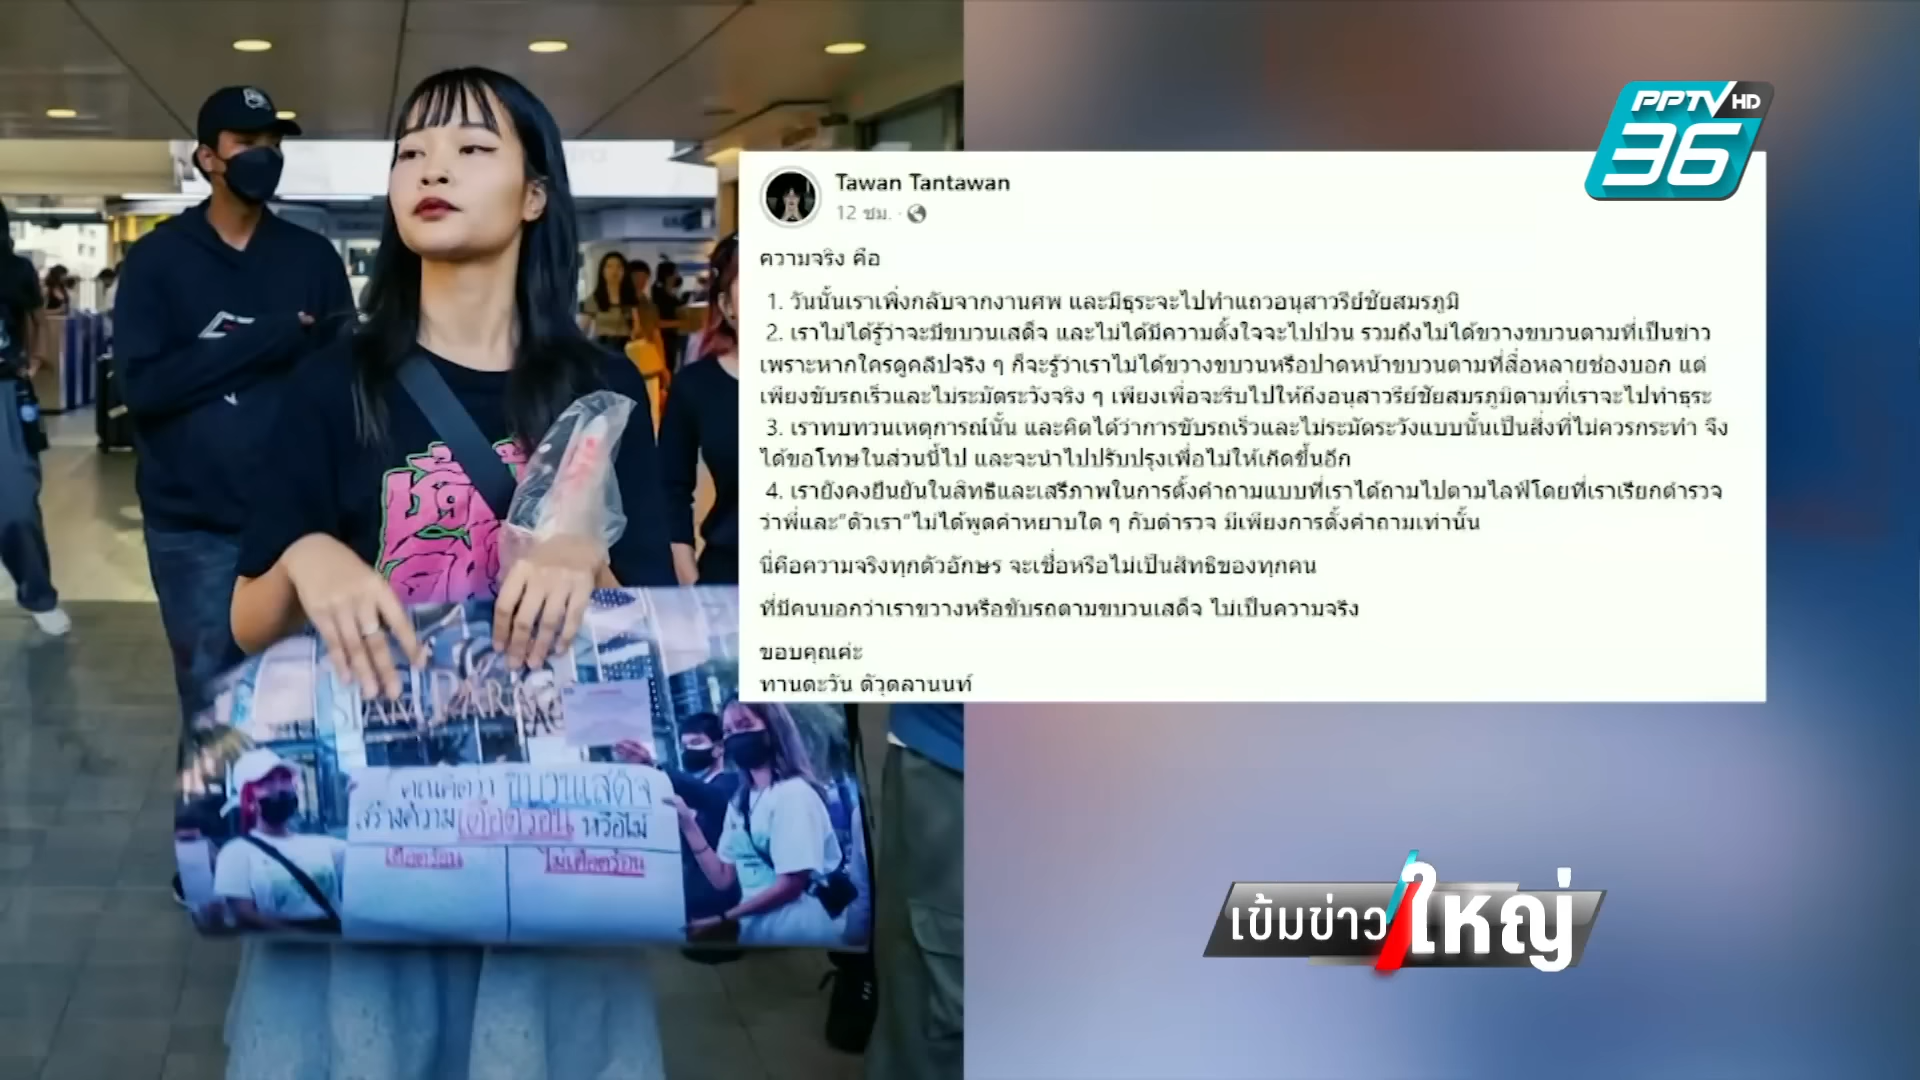 PPTV HD
36
Tawan Tantawan
12 ชม.
ความจริง คือ
1. วันนั้นเราเพิ่งกลับจากงานศพ และมีธุระจะไปทำแถวอนุสาวรีย์ชัยสมรภูมิ
2. เราไม่ได้รู้ว่าจะมีขบวนเสด็จ และไม่ได้มีความตั้งใจจะไปป่วน รวมถึงไม่ได้ขวางขบวนตามที่เป็นข่าว
เพราะหากใครดูคลิปจริง ๆ ก็จะรู้ว่าเราไม่ได้ขวางขบวนหรือปาดหน้าขบวนตามที่สื่อหลายช่องบอก แต่
เพียงขับรถเร็วและไม่ระมัดระวังจริง ๆ เพียงเพื่อจะรีบไปให้ถึงอนุสาวรีย์ชัยสมรภูมิตามที่เราจะไปทำธุระ
3. เราทบทวนเหตุการณ์นั้น และคิดได้ว่าการขับรถเร็วและไม่ระมัดระวังแบบนั้นเป็นสิ่งที่ไม่ควรกระทำ จึง
ได้ขอโทษในส่วนนี้ไป และจะนำไปปรับปรุงเพื่อไม่ให้เกิดขึ้นอีก
4. เรายังคงยืนยันในสิทธิและเสรีภาพในการตั้งคำถามแบบที่เราได้ถามไปตามไลฟ์โดยที่เราเรียกตำรวจ
ว่าพี่และ"ตัวเรา"ไม่ได้พูดคำหยาบใด ๆ กับตำรวจ มีเพียงการตั้งคำถามเท่านั้น
นี่คือความจริงทุกตัวอักษร จะเชื่อหรือไม่เป็นสิทธิของทุกคน
ที่มีคนบอกว่าเราขวางหรือขับรถตามขบวนเสด็จ ไม่เป็นความจริง
ขอบคุณค่ะ
ทานตะวัน ตัวตุลานนท์
คุณคิดว่า ขบวนเสด็จ
สร้างความเดือดร้อน หรือไม่
เดือดร้อน
ไม่เดือดร้อน
เข้มข่าวใหญ่